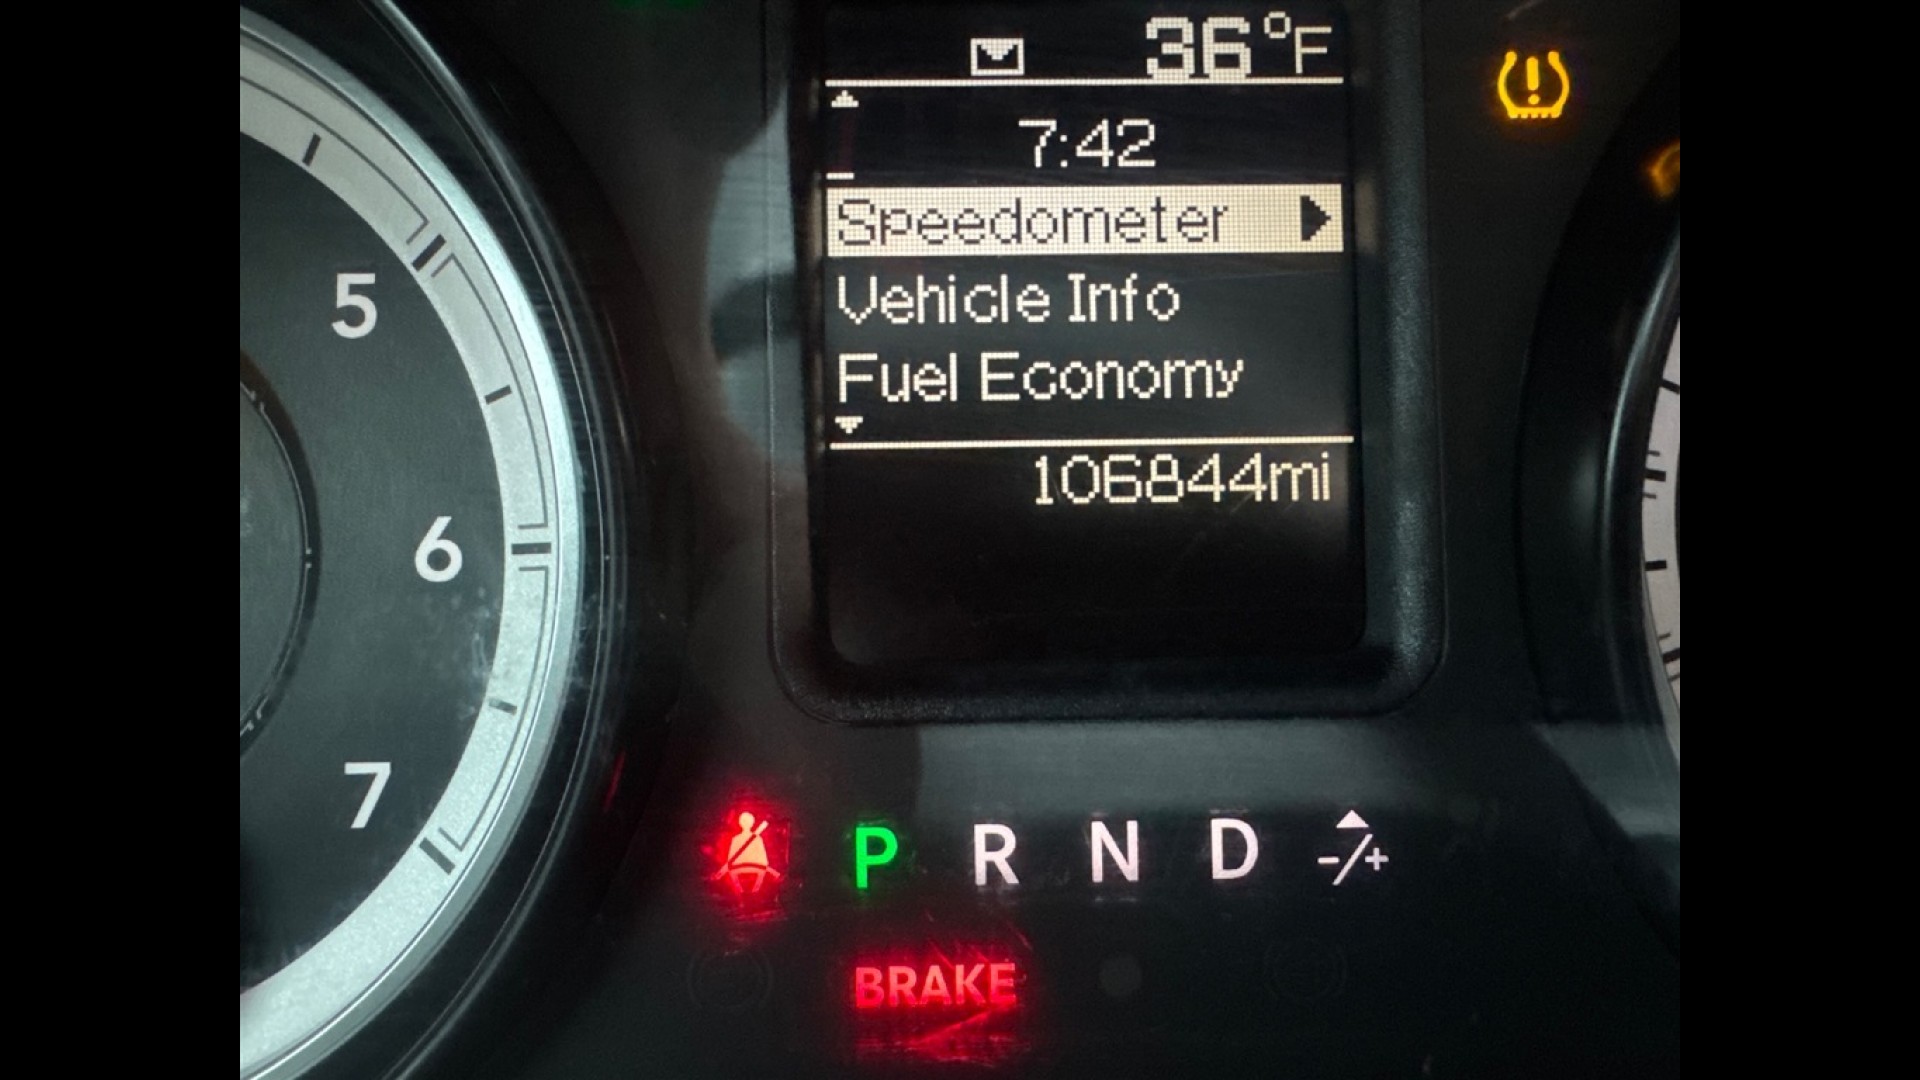 36°F
7:42
Speedometer
Vehicle Info
Fuel Economy
106844mi
5
6
7
P R N D -/+
BRAKE